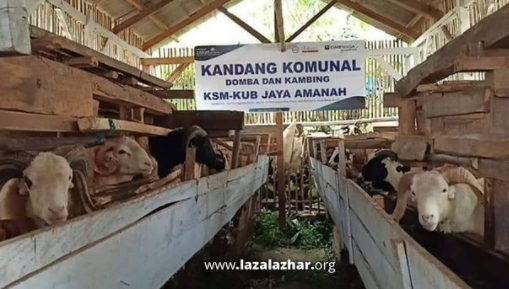 KANDANG KOMUNAL
DOMBA DAN KAMBING
KSM-KUB JAYA AMANAH
www.lazalazhar.org